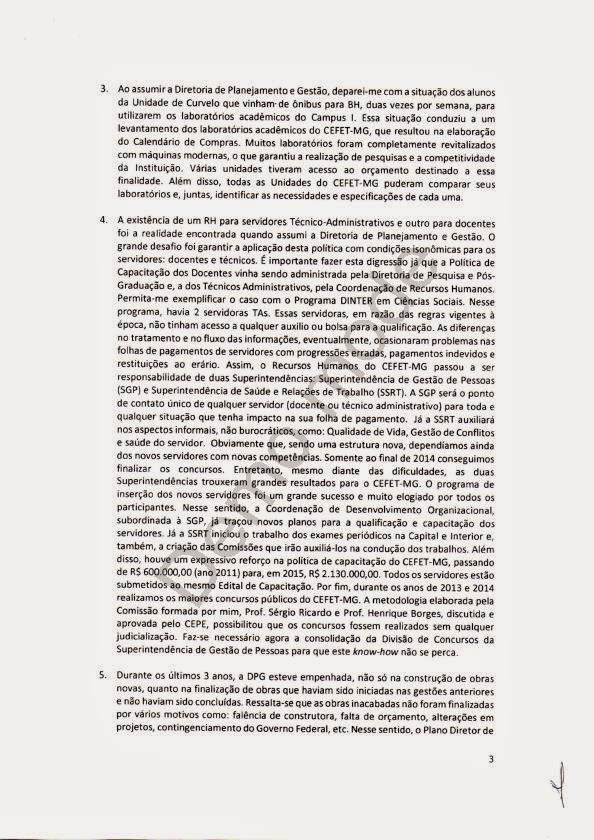 3. Ao assumir a Diretoria de Planejamento e Gestão, deparei-me com a situação dos alunos
da Unidade de Curvelo que vinham de ônibus para BH, duas vezes por semana, para
utilizarem os laboratórios acadêmicos do Campus I. Essa situação conduziu a um
levantamento dos laboratórios acadêmicos do CEFET-MG, que resultou na elaboração
do Calendário de Compras. Muitos laboratórios foram completamente revitalizados
com máquinas modernas, o que garantiu a realização de pesquisas e a competitividade
da Instituição. Várias unidades tiveram acesso ao orçamento destinado a essa
finalidade. Além disso, todas as Unidades do CEFET-MG puderam comparar seus
laboratórios e, juntas, identificar as necessidades e especificações de cada uma.
4. A existência de um RH para servidores Técnico-Administrativos e outro para docentes
foi a realidade encontrada quando assumi a Diretoria de Planejamento e Gestão. O
grande desafio foi garantir a aplicação desta política com condições isonômicas para os
servidores: docentes e técnicos. É importante fazer esta digressão já que a Política de
Capacitação dos Docentes vinha sendo administrada pela Diretoria de Pesquisa e Pós-
Graduação e, a dos Técnicos Administrativos, pela Coordenação de Recursos Humanos.
Permita-me exemplificar o caso com o Programa DINTER em Ciências Sociais. Nesse
programa, havia 2 servidoras TAs. Essas servidoras, em razão das regras vigentes à
época, não tinham acesso a qualquer auxilio ou bolsa para a qualificação. As diferenças
no tratamento e no fluxo das informações, eventualmente, ocasionaram problemas nas
folhas de pagamentos de servidores com progressões erradas, pagamentos indevidos e
restituições ao erário. Assim, o Recursos Humanos do CEFET-MG passou a ser
responsabilidade de duas Superintendências: Superintendência de Gestão de Pessoas
(SGP) e Superintendência de Saúde e Relações de Trabalho (SSRT). A SGP será o ponto
de contato único de qualquer servidor (docente ou técnico administrativo) para toda e
qualquer situação que tenha impacto na sua folha de pagamento. Já a SSRT auxiliará
nos aspectos informais, não burocráticos, como: Qualidade de Vida, Gestão de Conflitos
e saúde do servidor. Obviamente que, sendo uma estrutura nova, dependíamos ainda
dos novos servidores com novas competências. Somente ao final de 2014 conseguimos
finalizar os concursos. Entretanto, mesmo diante das dificuldades, as duas
Superintendências trouxeram grandes resultados para o CEFET-MG. O programa de
inserção dos novos servidores foi um grande sucesso e muito elogiado por todos os
participantes. Nesse sentido, a Coordenação de Desenvolvimento Organizacional,
subordinada à SGP, já traçou novos planos para a qualificação e capacitação dos
servidores. Já a SSRT iniciou o trabalho dos exames periódicos na Capital e Interior e,
também, a criação das Comissões que irão auxiliá-los na condução dos trabalhos. Além
disso, houve um expressivo reforço na política de capacitação do CEFET-MG, passando
de R$ 600.000,00 (ano 2011) para, em 2015, R$ 2.130.000,00. Todos os servidores estão
submetidos ao mesmo Edital de Capacitação. Por fim, durante os anos de 2013 e 2014
realizamos os maiores concursos públicos do CEFET-MG. A metodologia elaborada pela
Comissão formada por mim, Prof. Sérgio Ricardo e Prof. Henrique Borges, discutida e
aprovada pelo CEPE, possibilitou que os concursos fossem realizados sem qualquer
judicialização. Faz-se necessário agora a consolidação da Divisão de Concursos da
Superintendência de Gestão de Pessoas para que este know-how não se perca.
5. Durante os últimos 3 anos, a DPG esteve empenhada, não só na construção de obras
novas, quanto na finalização de obras que haviam sido iniciadas nas gestões anteriores
e não haviam sido concluídas. Ressalta-se que as obras inacabadas não foram finalizadas
por vários motivos como: falência de construtora, falta de orçamento, alterações em
projetos, contingenciamento do Governo Federal, etc. Nesse sentido, o Plano Diretor de
3
Demo mode